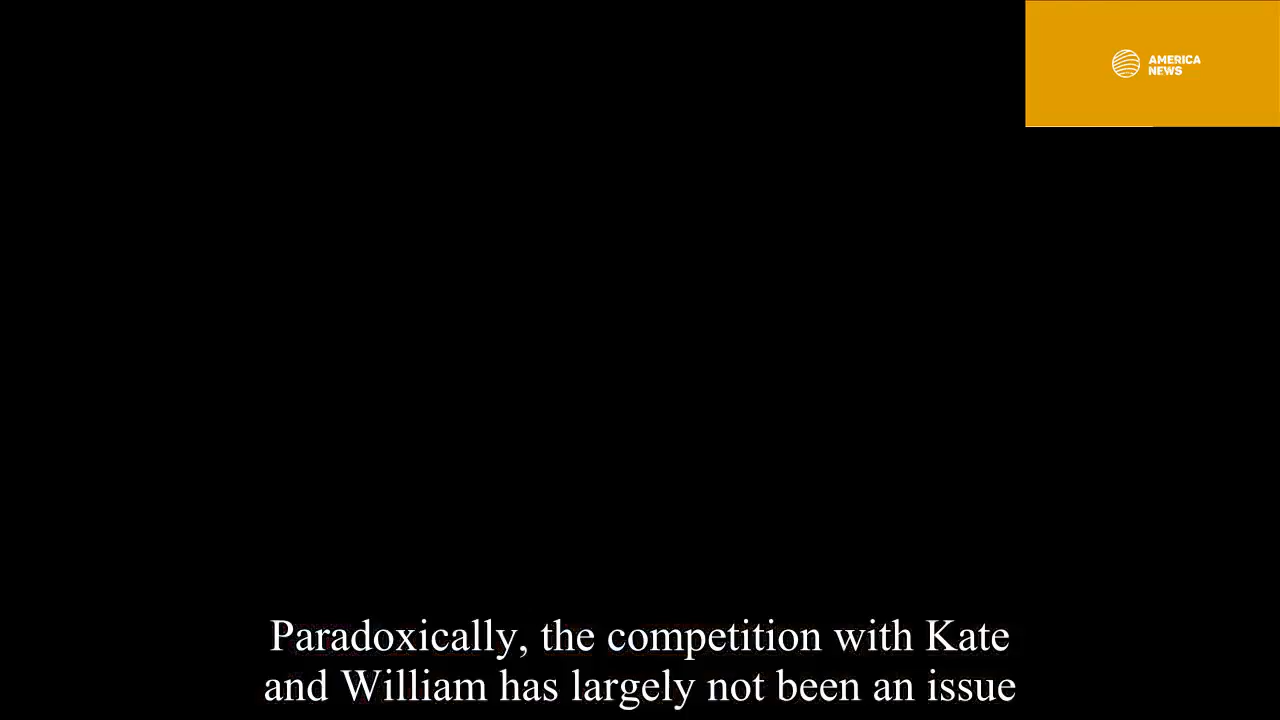 AMERICA
NEWS
Paradoxically, the competition with Kate
and William has largely not been an issue